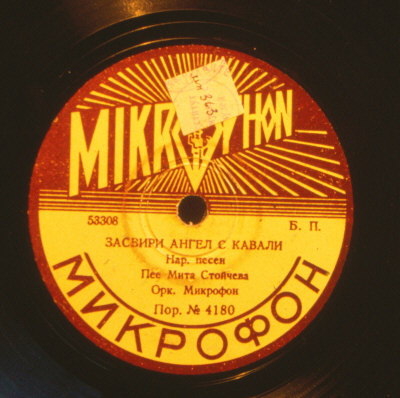 MIKROPHON
53308
Б. П.
ЗАСВИРИ АНГЕЛ С КАВАЛИ
Нар. песен
Пее Мита Стойчева
Орк. Микрофон
Пор. № 4180
МИКРОФОН